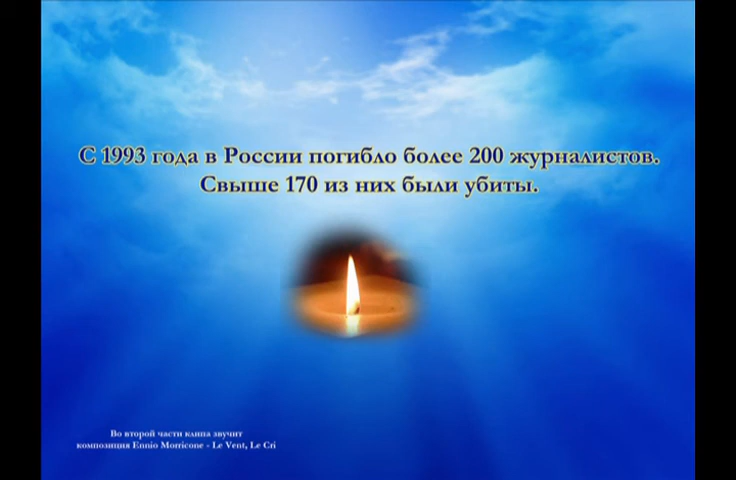 С 1993 года в России погибло более 200 журналистов.
Свыше 170 из них были убиты.
Во второй части клипа звучит
композиция Ennio Morricone - Le Vent, Le Cri